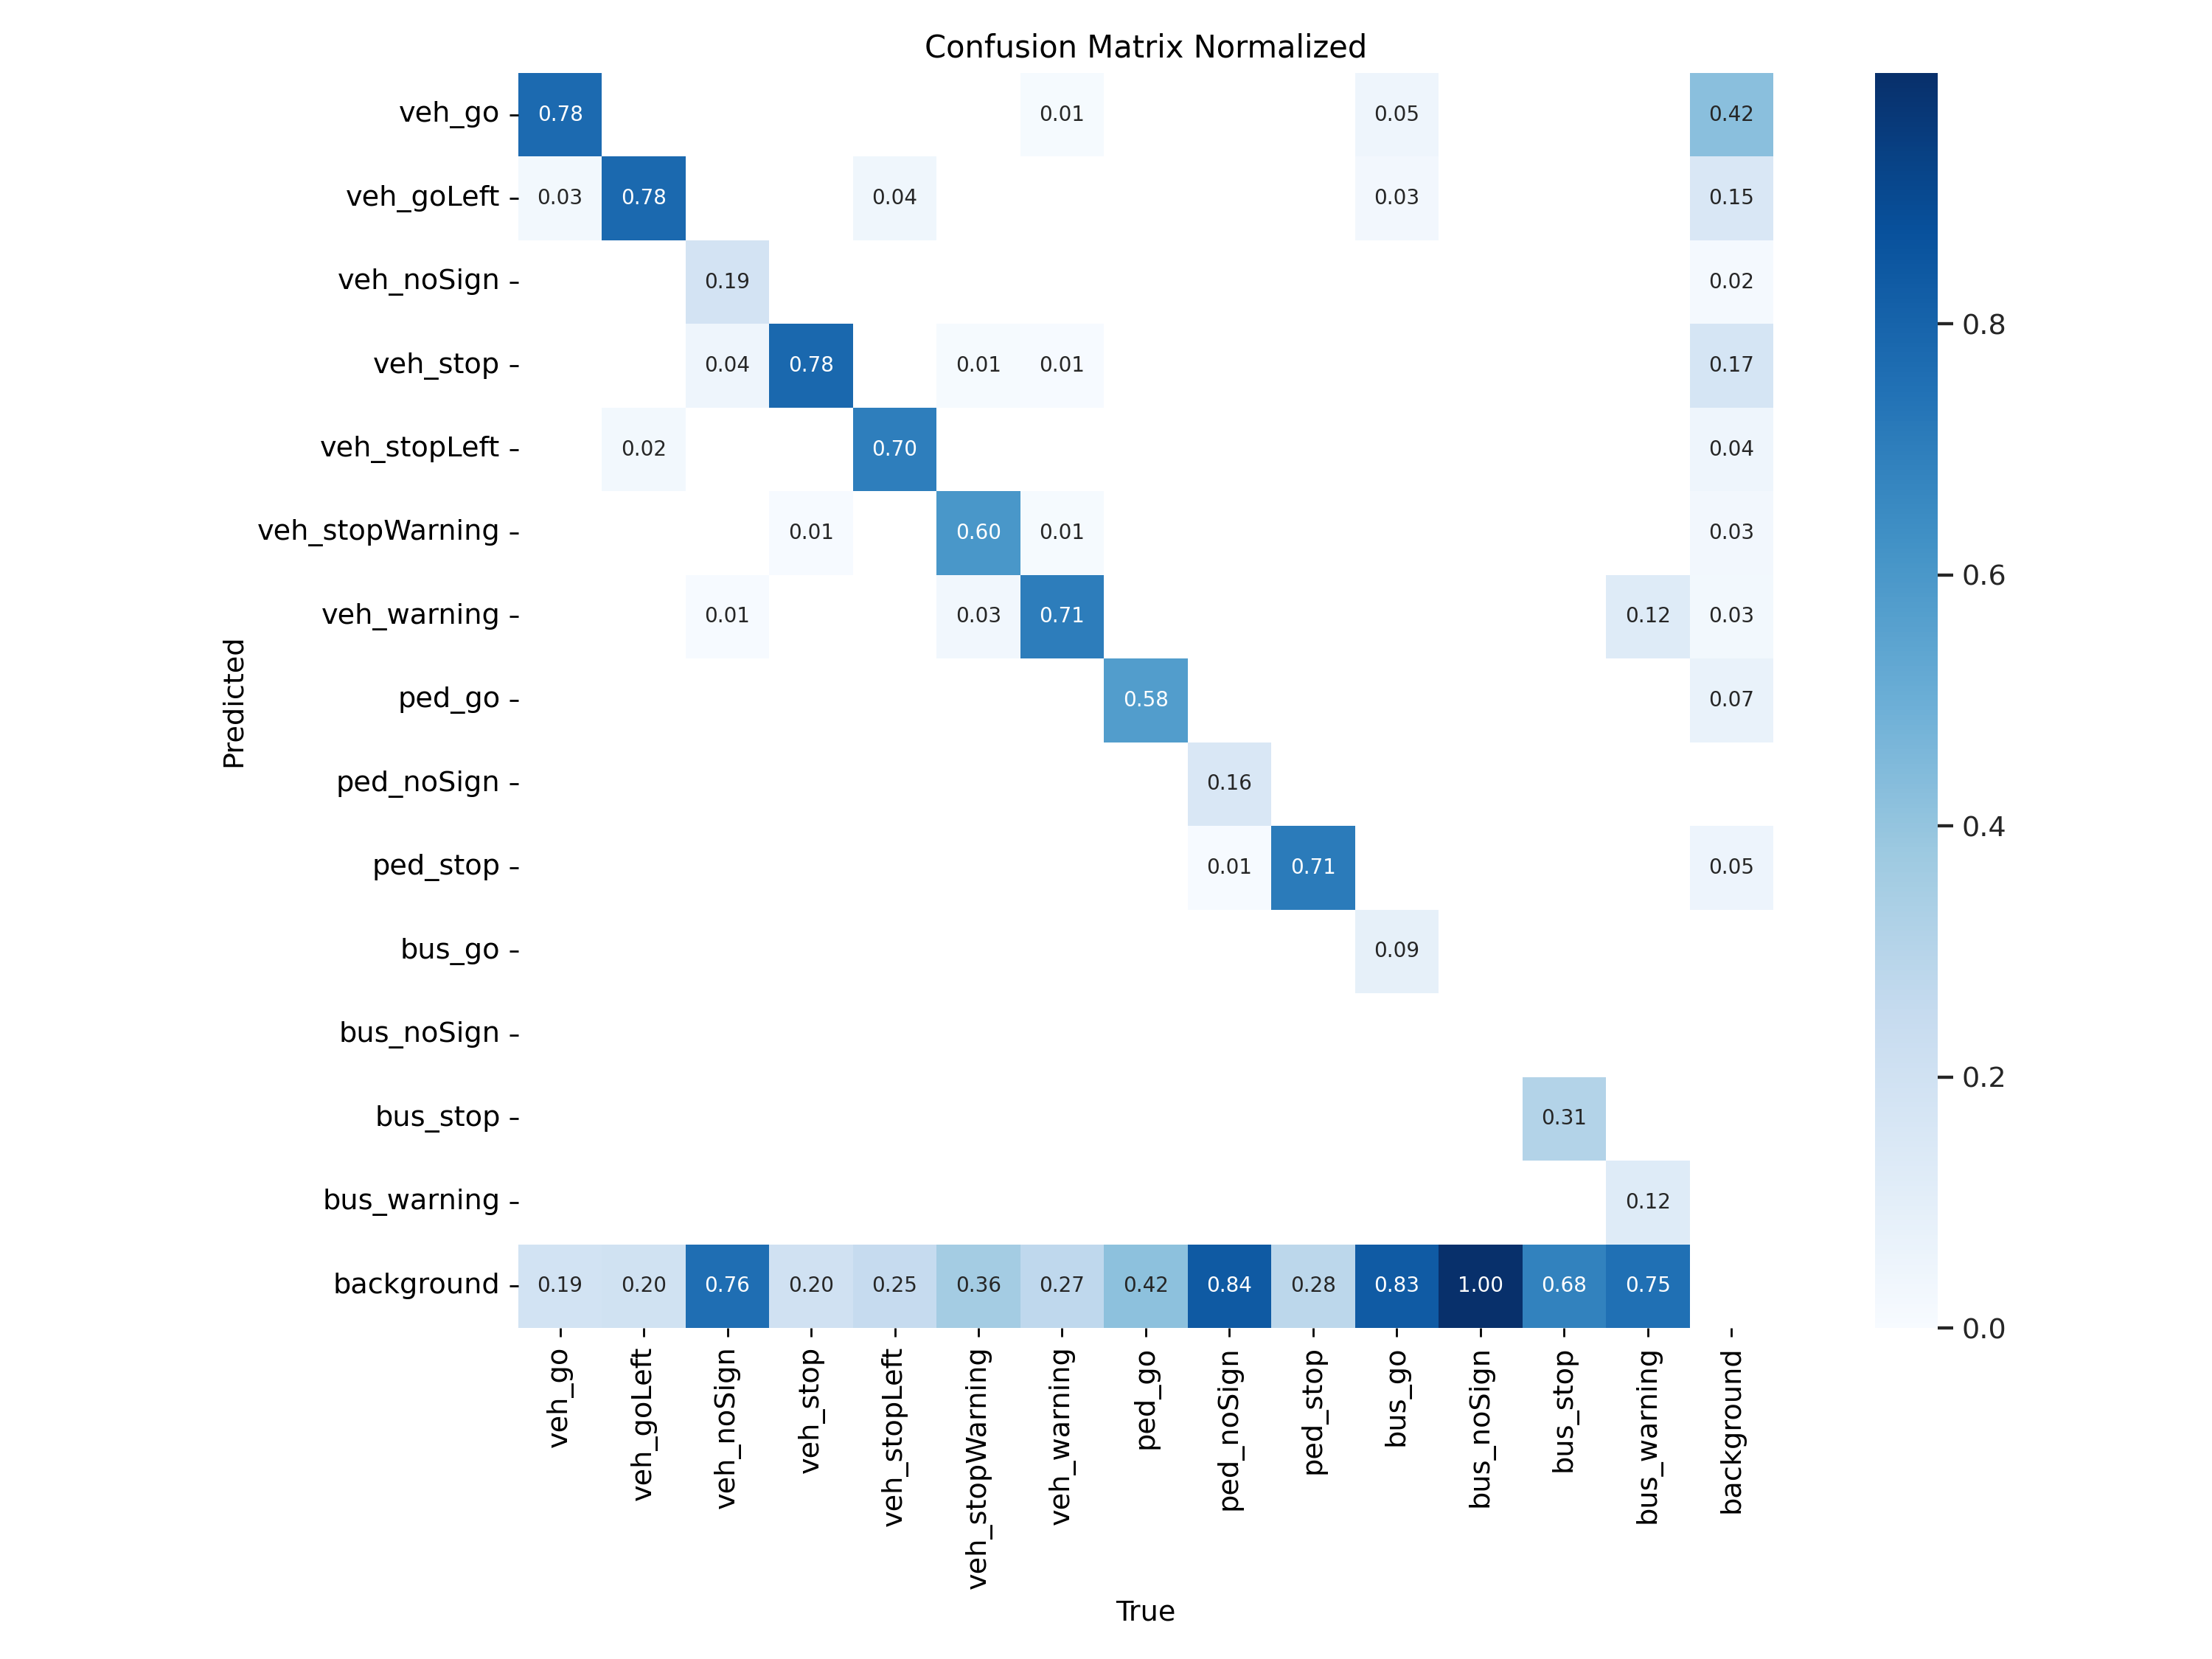 Confusion Matrix Normalized
veh_go 0.78 0.01 0.05 0.42
veh_goLeft 0.03 0.78 0.04 0.03 0.15
veh_noSign 0.19 0.02
veh_stop 0.04 0.78 0.01 0.01 0.17
veh_stopLeft 0.02 0.70 0.04
veh_stopWarning 0.01 0.60 0.01 0.03
veh_warning 0.01 0.03 0.71 0.12 0.03
ped_go 0.58 0.07
ped_noSign 0.16
ped_stop 0.01 0.71 0.05
bus_go 0.09
bus_noSign
bus_stop 0.31
bus_warning 0.12
background 0.19 0.20 0.76 0.20 0.25 0.36 0.27 0.42 0.84 0.28 0.83 1.00 0.68 0.75
Predicted
veh_go
veh_goLeft
veh_noSign
veh_stop
veh_stopLeft
veh_stopWarning
veh_warning
ped_go
ped_noSign
ped_stop
bus_go
bus_noSign
bus_stop
bus_warning
background
True
0.8
0.6
0.4
0.2
0.0